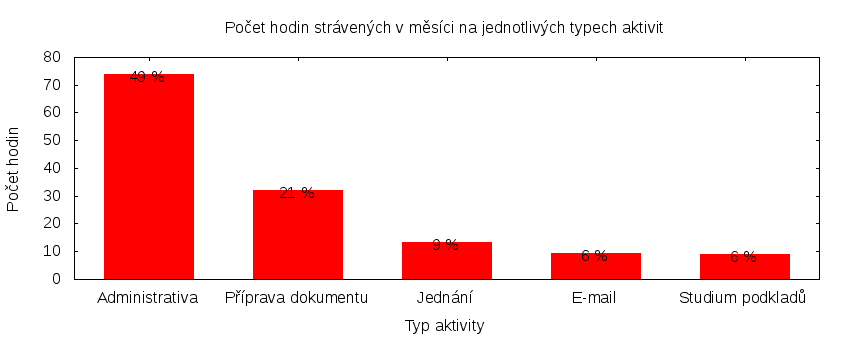 Počet hodin strávených v měsíci na jednotlivých typech aktivit
Počet hodin
80
70
60
50
40
30
20
10
0
49 %
21 %
9 %
6 %
6 %
Administrativa
Příprava dokumentu
Jednání
E-mail
Studium podkladů
Typ aktivity